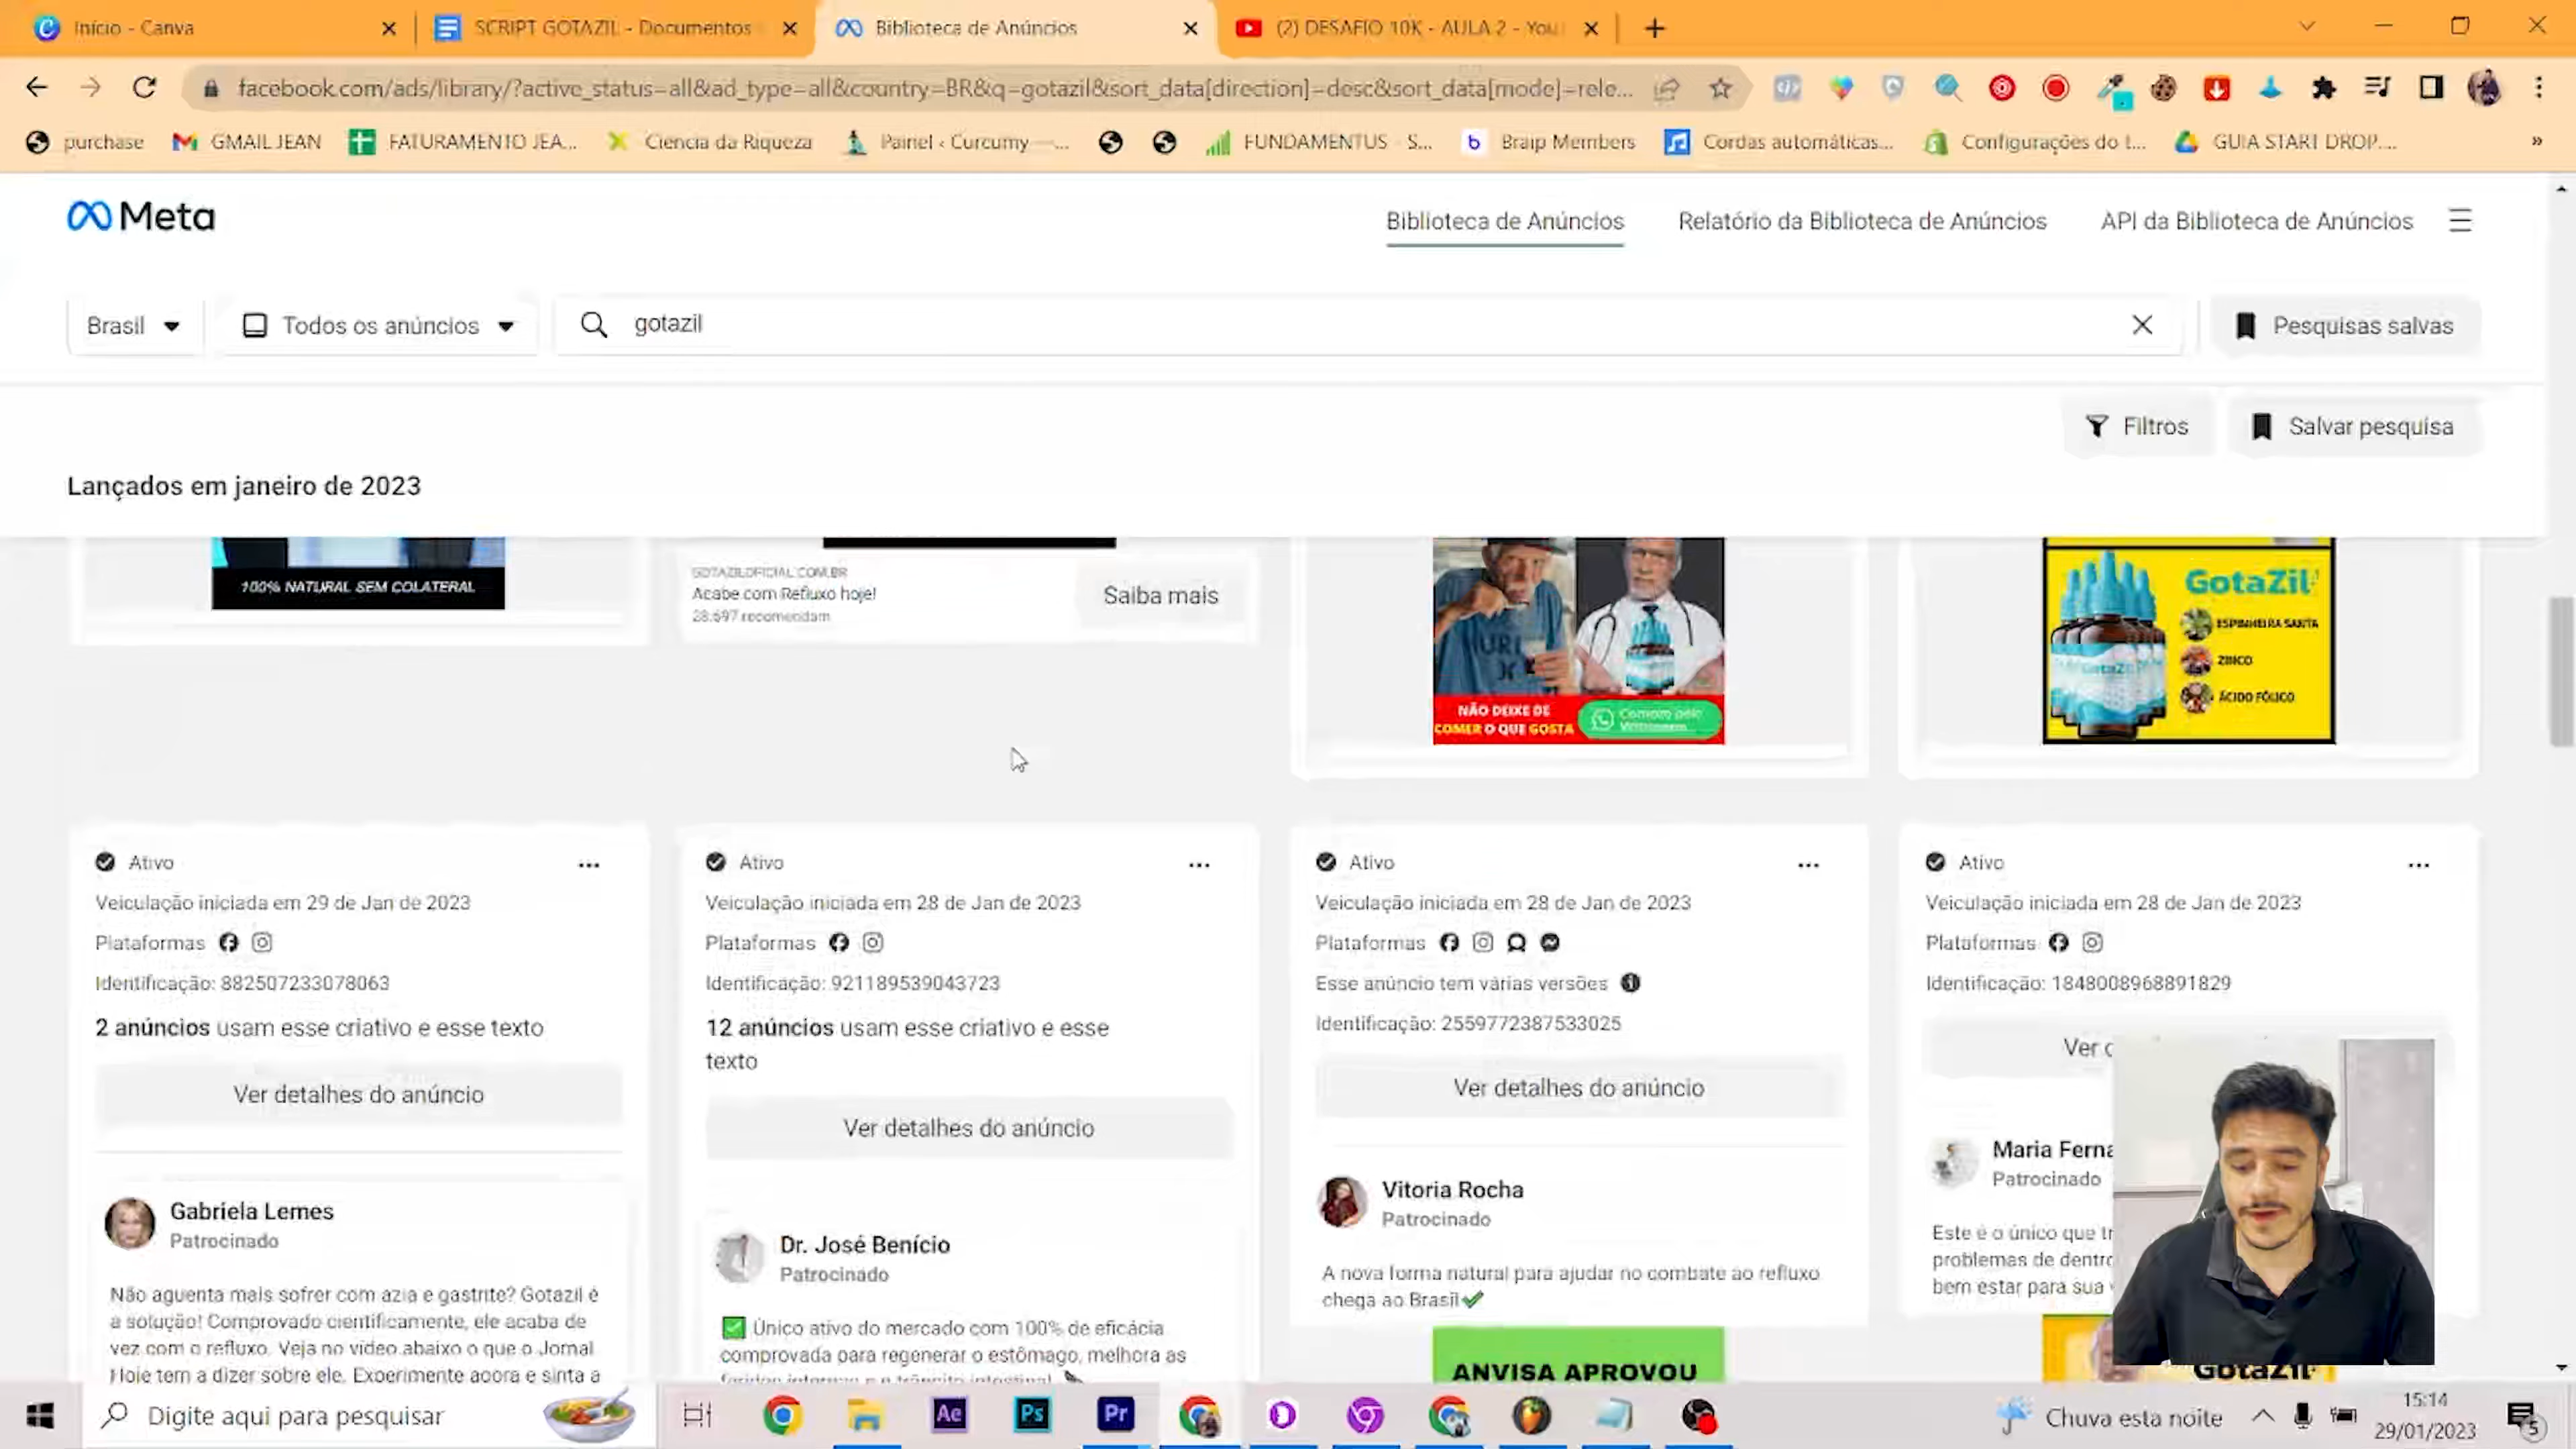 Início - Canva
SCRIPT GOTAZIL - Documentos
Biblioteca de Anúncios
(2) DESAFIO 10K - AULA 2 - You
facebook.com/ads/library/?active_status=all&ad_type=all&country=BR&q=gotazil&sort_data[direction]=desc&sort_data[mode]=rele...
purchase
GMAIL JEAN
FATURAMENTO JEA...
Ciencia da Riqueza
Painel ‹ Curcumy —...
FUNDAMENTUS - S...
Braip Members
Cordas automáticas...
Configurações do t...
GUIA START DROP....
Meta
Biblioteca de Anúncios
Relatório da Biblioteca de Anúncios
API da Biblioteca de Anúncios
Brasil
Todos os anúncios
gotazil
Pesquisas salvas
Filtros
Salvar pesquisa
Lançados em janeiro de 2023
100% NATURAL SEM COLATERAL
GOTAZILOFICIAL.COM.BR
Acabe com Refluxo hoje!
28.697 recomendam
Saiba mais
NÃO DEIXE DE
COMER O QUE GOSTA
Compre pelo
GotaZil
ESPINHEIRA SANTA
ZINCO
ÁCIDO FÓLICO
Ativo
Veiculação iniciada em 29 de Jan de 2023
Plataformas
Identificação: 882507233078063
2 anúncios usam esse criativo e esse texto
Ver detalhes do anúncio
Gabriela Lemes
Patrocinado
Não aguenta mais sofrer com azia e gastrite? Gotazil é
a solução! Comprovado cientificamente, ele acaba de
vez com o refluxo. Veja no vídeo abaixo o que o Jornal
Hoje tem a dizer sobre ele. Experimente agora e sinta a
Ativo
Veiculação iniciada em 28 de Jan de 2023
Plataformas
Identificação: 921189539043723
12 anúncios usam esse criativo e esse
texto
Ver detalhes do anúncio
Dr. José Benício
Patrocinado
Único ativo do mercado com 100% de eficácia
comprovada para regenerar o estômago, melhora as
Ativo
Veiculação iniciada em 28 de Jan de 2023
Plataformas
Esse anúncio tem várias versões
Identificação: 2559772387533025
Ver detalhes do anúncio
Vitoria Rocha
Patrocinado
A nova forma natural para ajudar no combate ao refluxo
chega ao Brasil
ANVISA APROVOU
Ativo
Veiculação iniciada em 28 de Jan de 2023
Plataformas
Identificação: 1848008968891829
Ver
Maria Ferna
Patrocinado
Este é o único que tr
problemas de dentro
bem estar para sua
GotaZil
Digite aqui para pesquisar
Ae
Ps
Pr
Chuva esta noite
15:14
29/01/2023
5